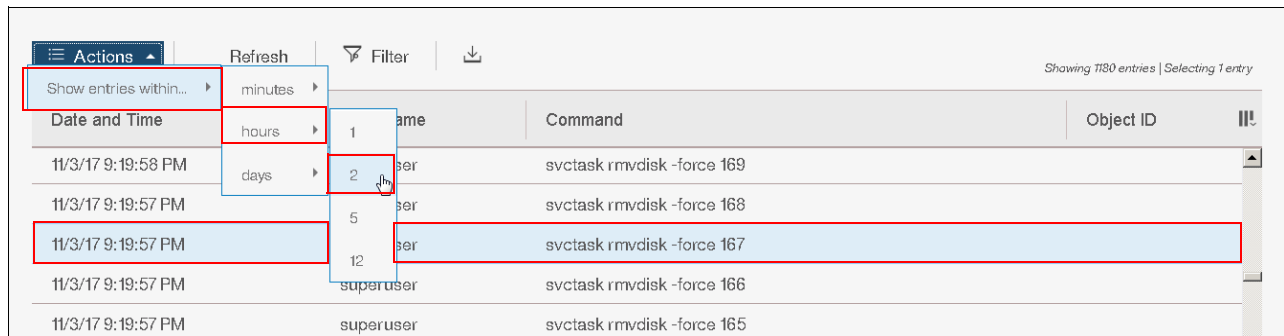 Actions Refresh Filter
Showing 1180 entries | Selecting 1 entry
Show entries within... minutes
Date and Time hours 1 ame Command Object ID
11/3/17 9:19:58 PM days 2 ser svctask rmvdisk -force 169
11/3/17 9:19:57 PM 5 ser svctask rmvdisk -force 168
11/3/17 9:19:57 PM ser svctask rmvdisk -force 167
12
11/3/17 9:19:57 PM superuser svctask rmvdisk -force 166
11/3/17 9:19:57 PM superuser svctask rmvdisk -force 165